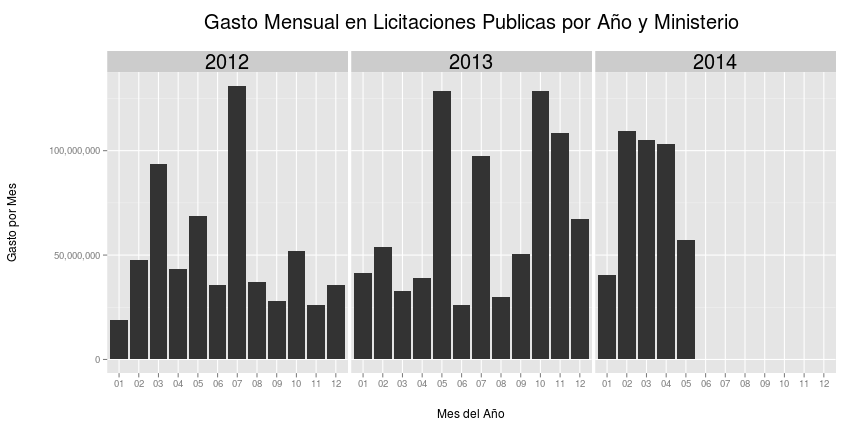 Gasto Mensual en Licitaciones Publicas por Año y Ministerio
2012 2013 2014
100,000,000
50,000,000
0
Gasto por Mes
01 02 03 04 05 06 07 08 09 10 11 12 01 02 03 04 05 06 07 08 09 10 11 12 01 02 03 04 05 06 07 08 09 10 11 12
Mes del Año